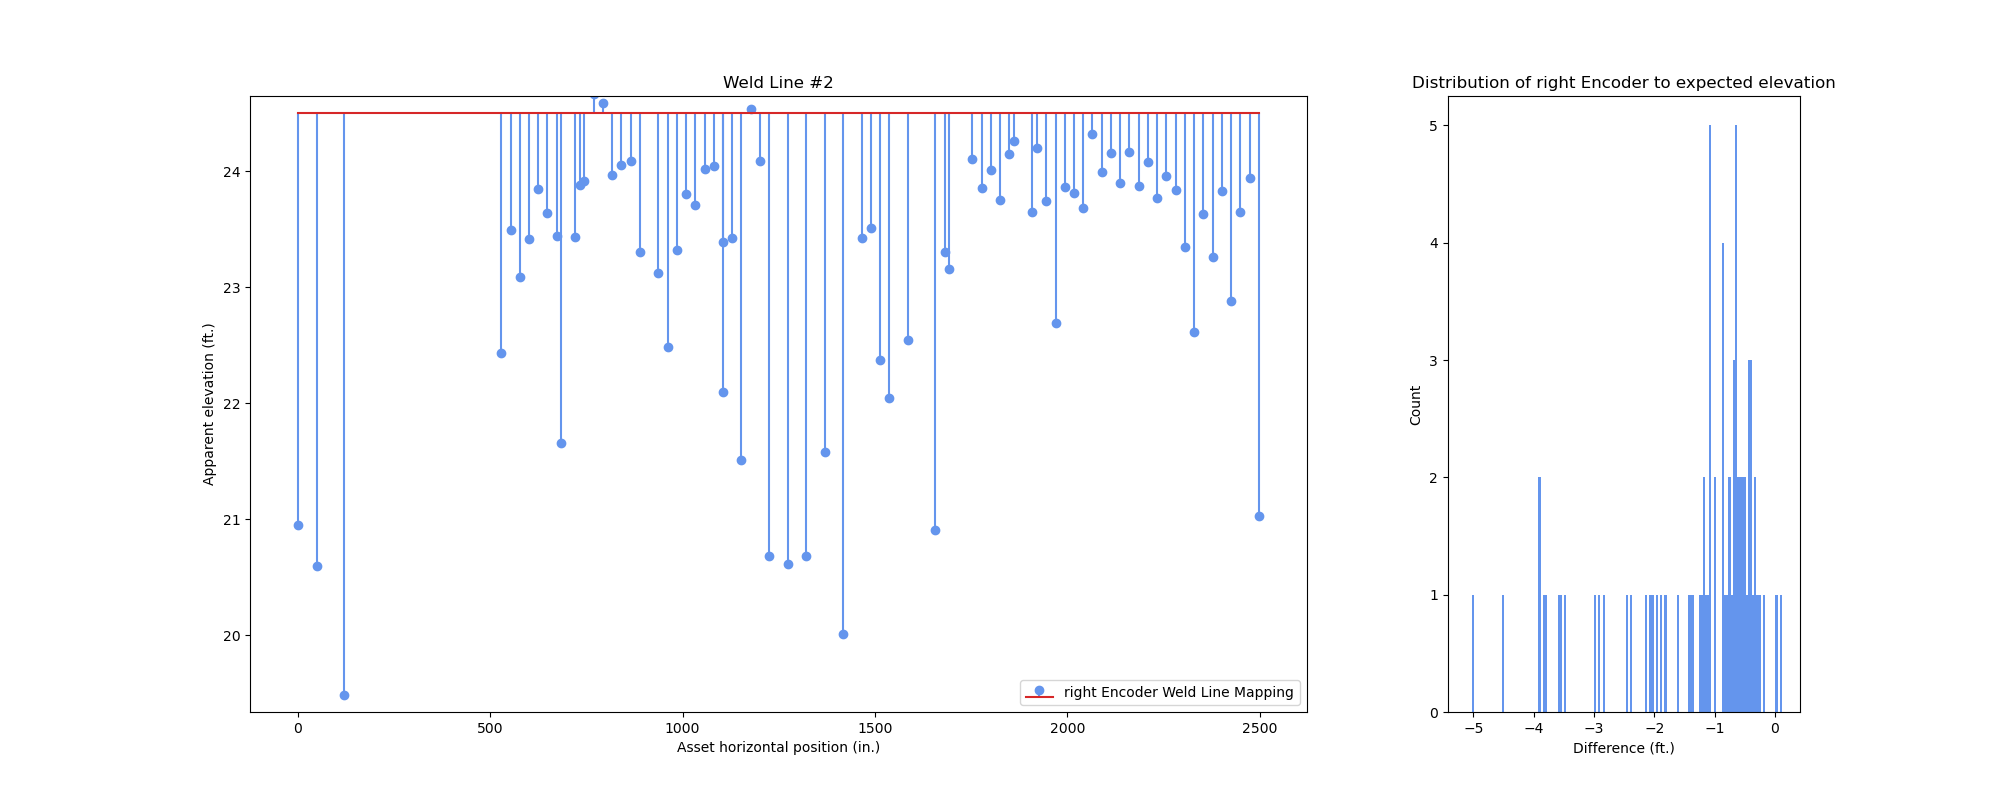 Weld Line #2
Apparent elevation (ft.)
24
23
22
21
20
0 500 1000 1500 2000 2500
Asset horizontal position (in.)
right Encoder Weld Line Mapping
Distribution of right Encoder to expected elevation
Count
5
4
3
2
1
0
−5 −4 −3 −2 −1 0
Difference (ft.)